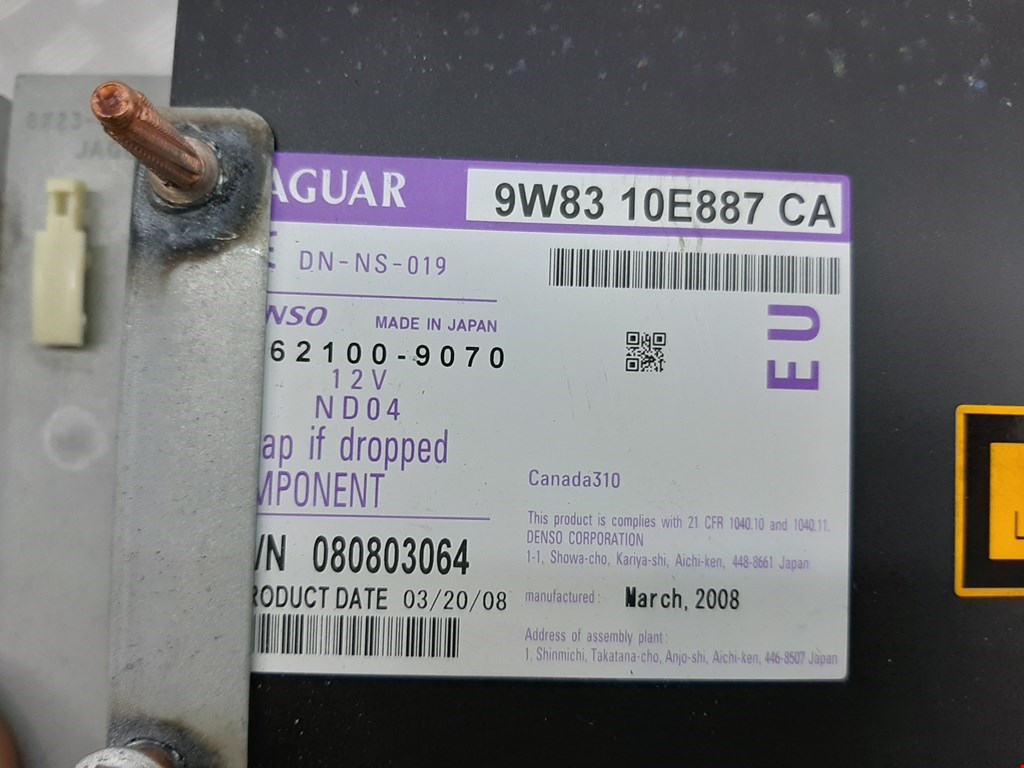 AGUAR 9W83 10E887 CA
E DN-NS-019
NSO MADE IN JAPAN
62100-9070
12V
ND04
ap if dropped
MPONENT
EU
Canada310
This product is complies with 21 CFR 1040.10 and 1040.11.
DENSO CORPORATION
1-1, Showa-cho, Kariya-shi, Aichi-ken, 448-8661 Japan
/N 080803064
RODUCT DATE 03/20/08
manufactured: March, 2008
Address of assembly plant:
1, Shinmichi, Takatana-cho, Anjo-shi, Aichi-ken, 446-8507 Japan
L